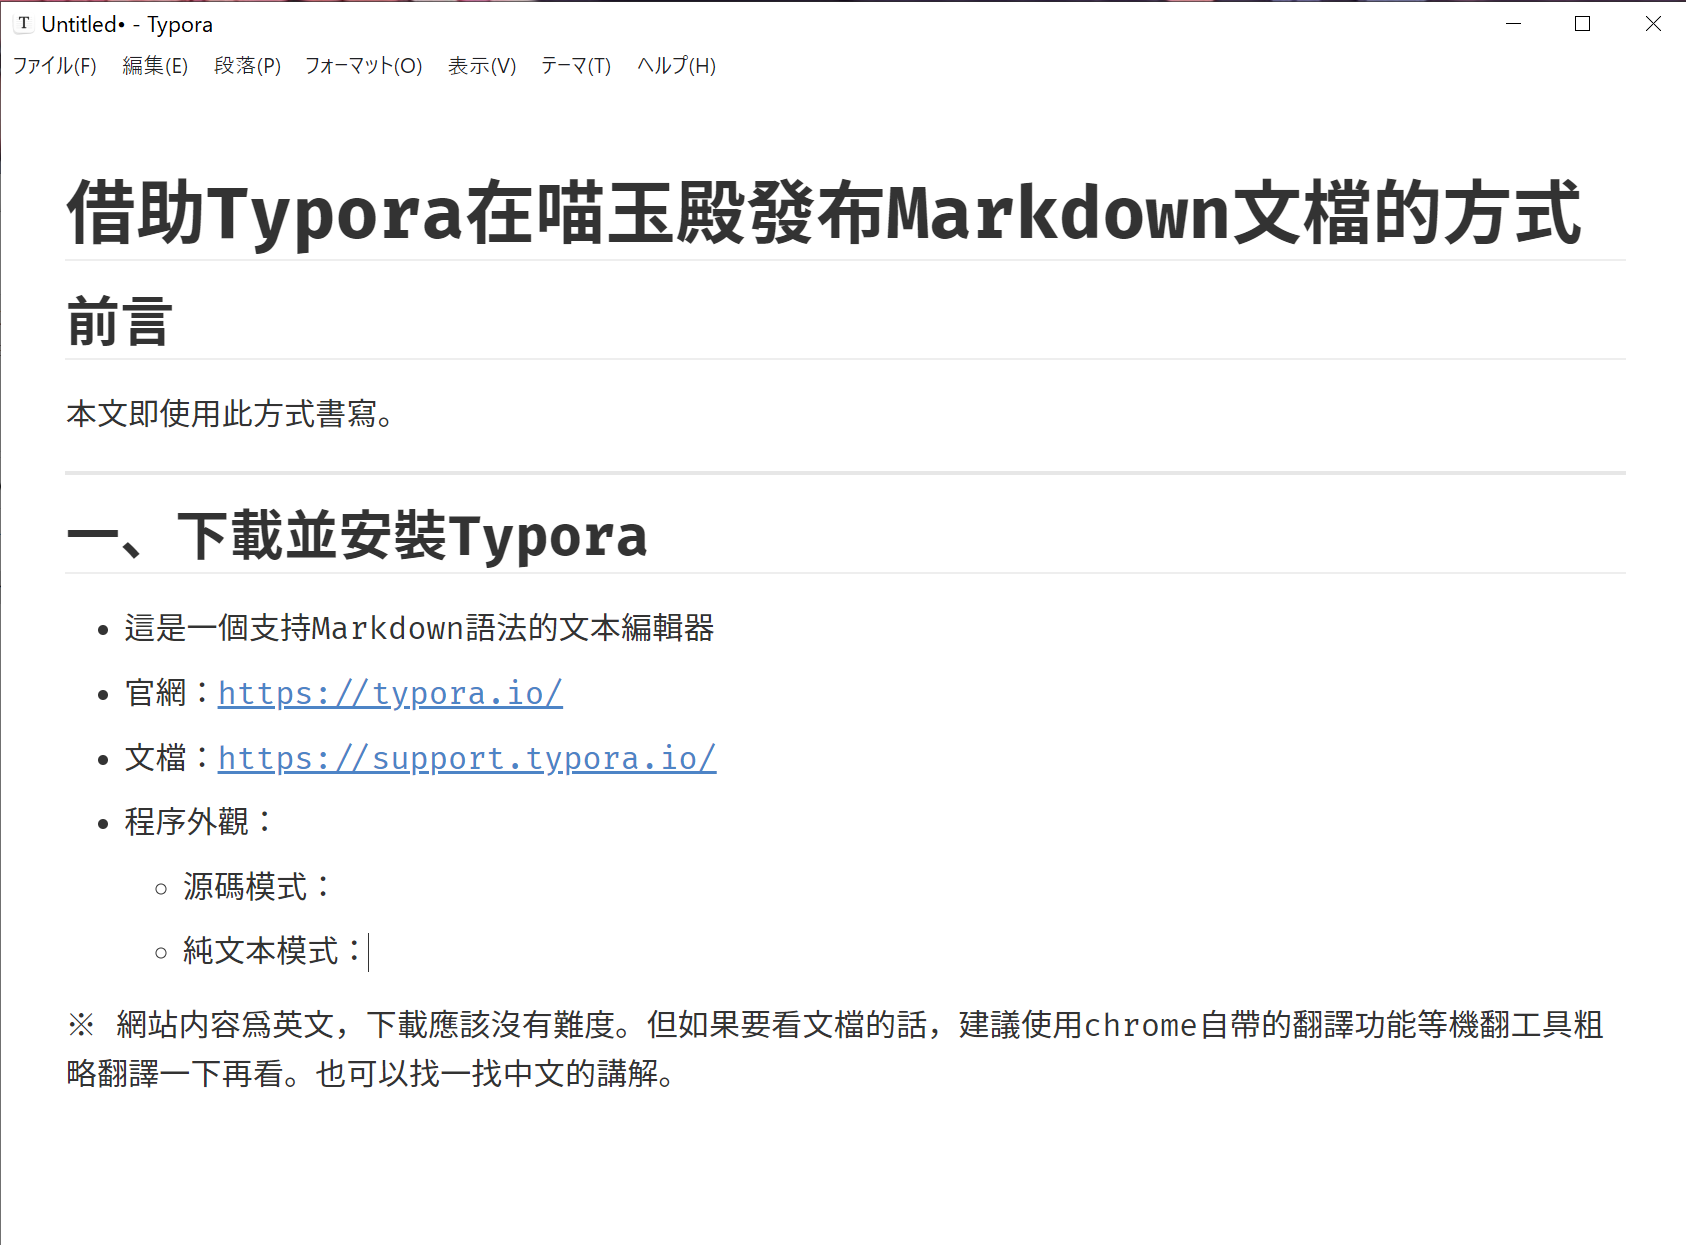 T Untitled• - Typora
ファイル(F) 編集(E) 段落(P) フォーマット(O) 表示(V) テーマ(T) ヘルプ(H)
借助Typora在喵玉殿發布Markdown文檔的方式
前言
本文即使用此方式書寫。
一、下載並安裝Typora
• 這是一個支持Markdown語法的文本編輯器
• 官網：https://typora.io/
• 文檔：https://support.typora.io/
• 程序外觀：
◦ 源碼模式：
◦ 純文本模式：
※ 網站内容爲英文，下載應該沒有難度。但如果要看文檔的話，建議使用chrome自帶的翻譯功能等機翻工具粗
略翻譯一下再看。也可以找一找中文的講解。